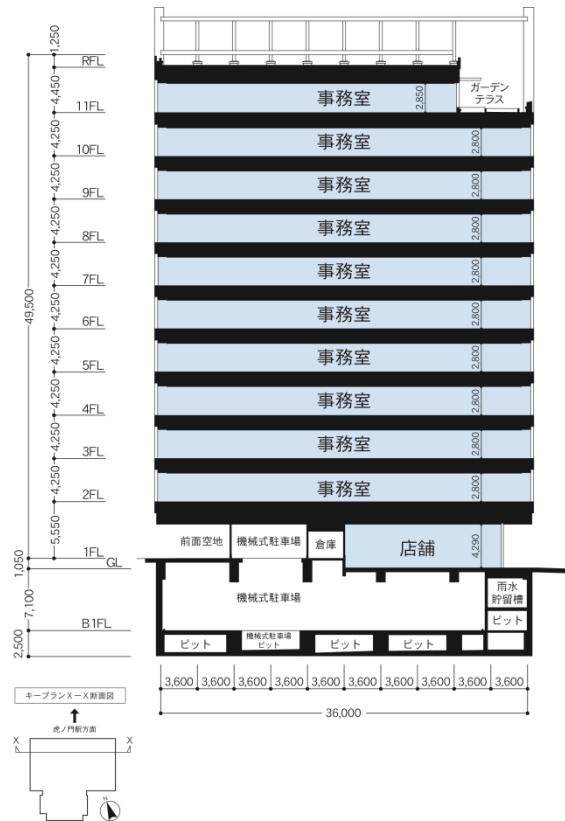 1,250
RFL
4,450
11FL
4,250
10FL
4,250
9FL
4,250
8FL
4,250
7FL
4,250
6FL
4,250
5FL
4,250
4FL
4,250
3FL
4,250
2FL
5,550
1FL
GL
1,050
7,100
B1FL
2,500
49,500
ガーデン
テラス
事務室
2,850
事務室
2,800
事務室
2,800
事務室
2,800
事務室
2,800
事務室
2,800
事務室
2,800
事務室
2,800
事務室
2,800
事務室
2,800
前面空地
機械式駐車場
倉庫
店舗
4,290
機械式駐車場
雨水
貯留槽
ピット
ピット
機械式駐車場
ピット
ピット
ピット
3,600 3,600 3,600 3,600 3,600 3,600 3,600 3,600 3,600 3,600
36,000
キープランX－X断面図
虎ノ門駅方面
X
X
N